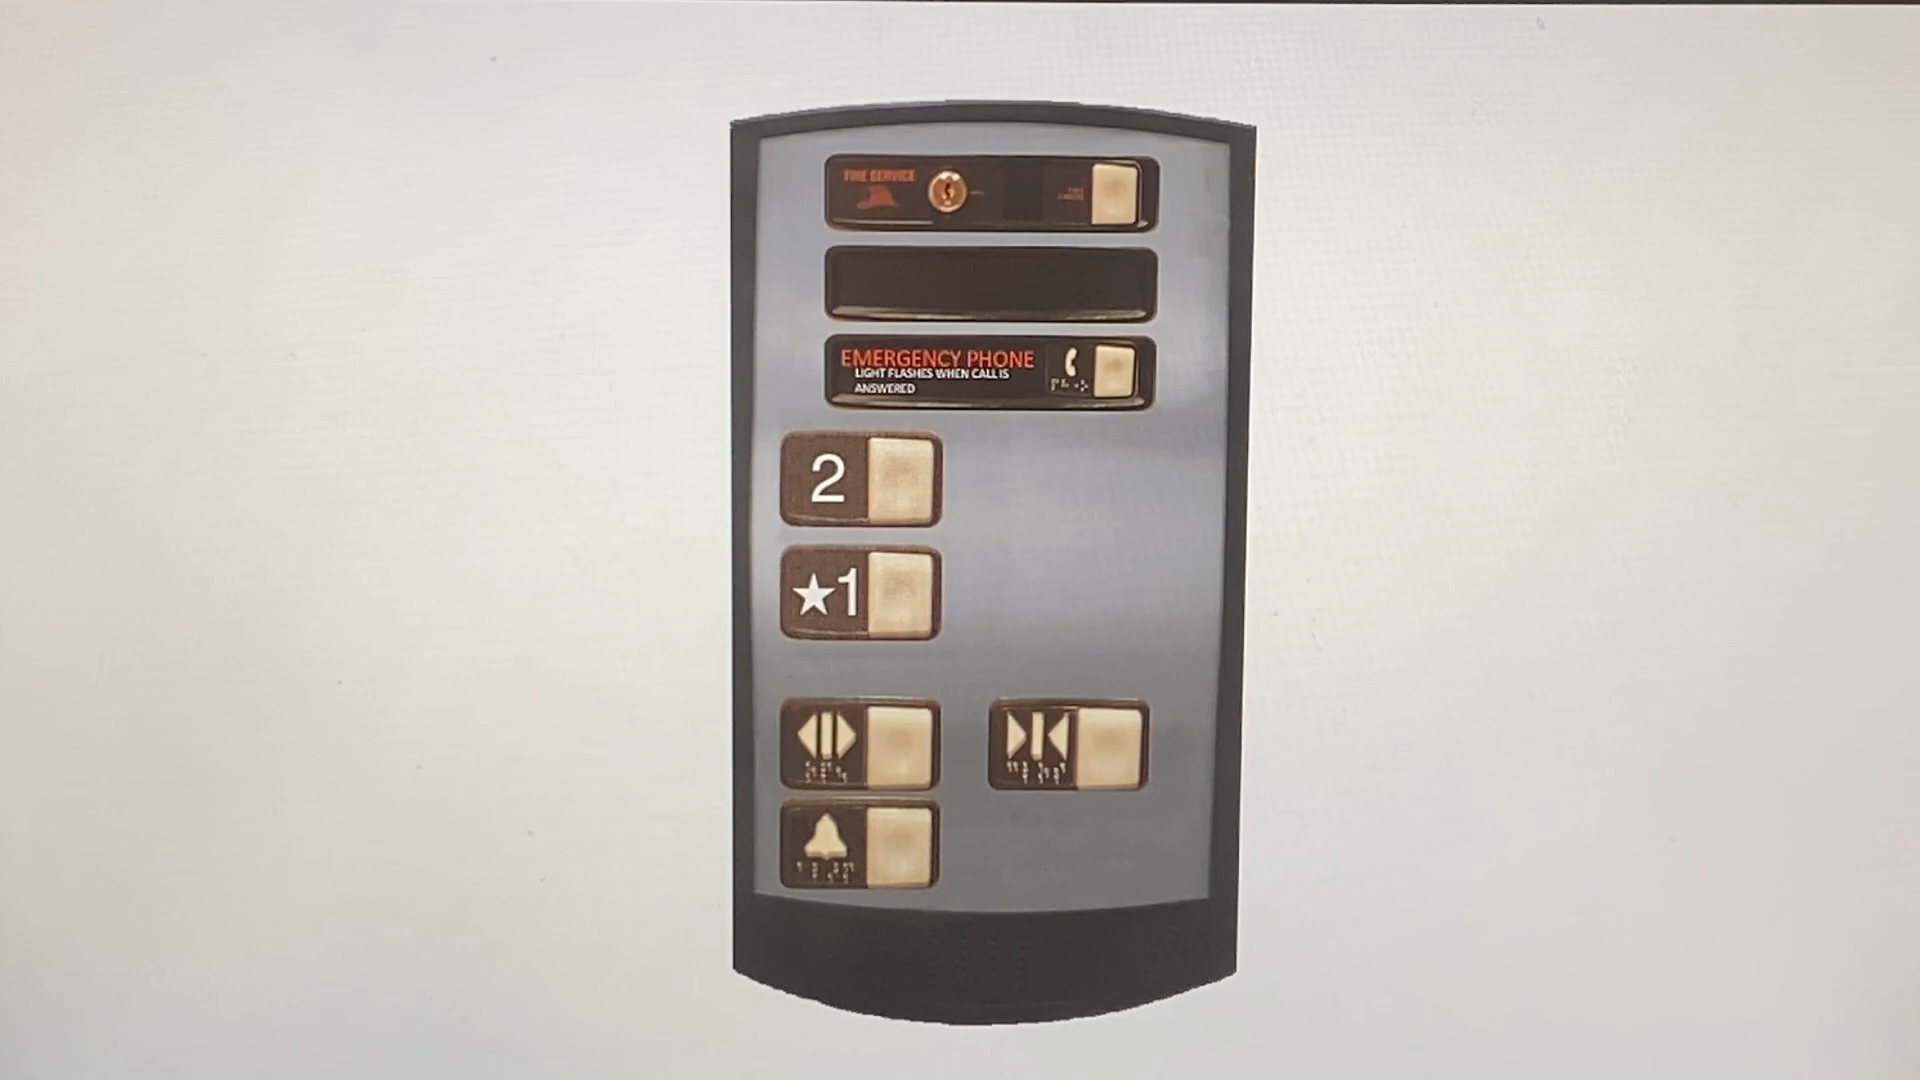 FIRE SERVICE
EMERGENCY PHONE
LIGHT FLASHES WHEN CALL IS
ANSWERED
2
★1